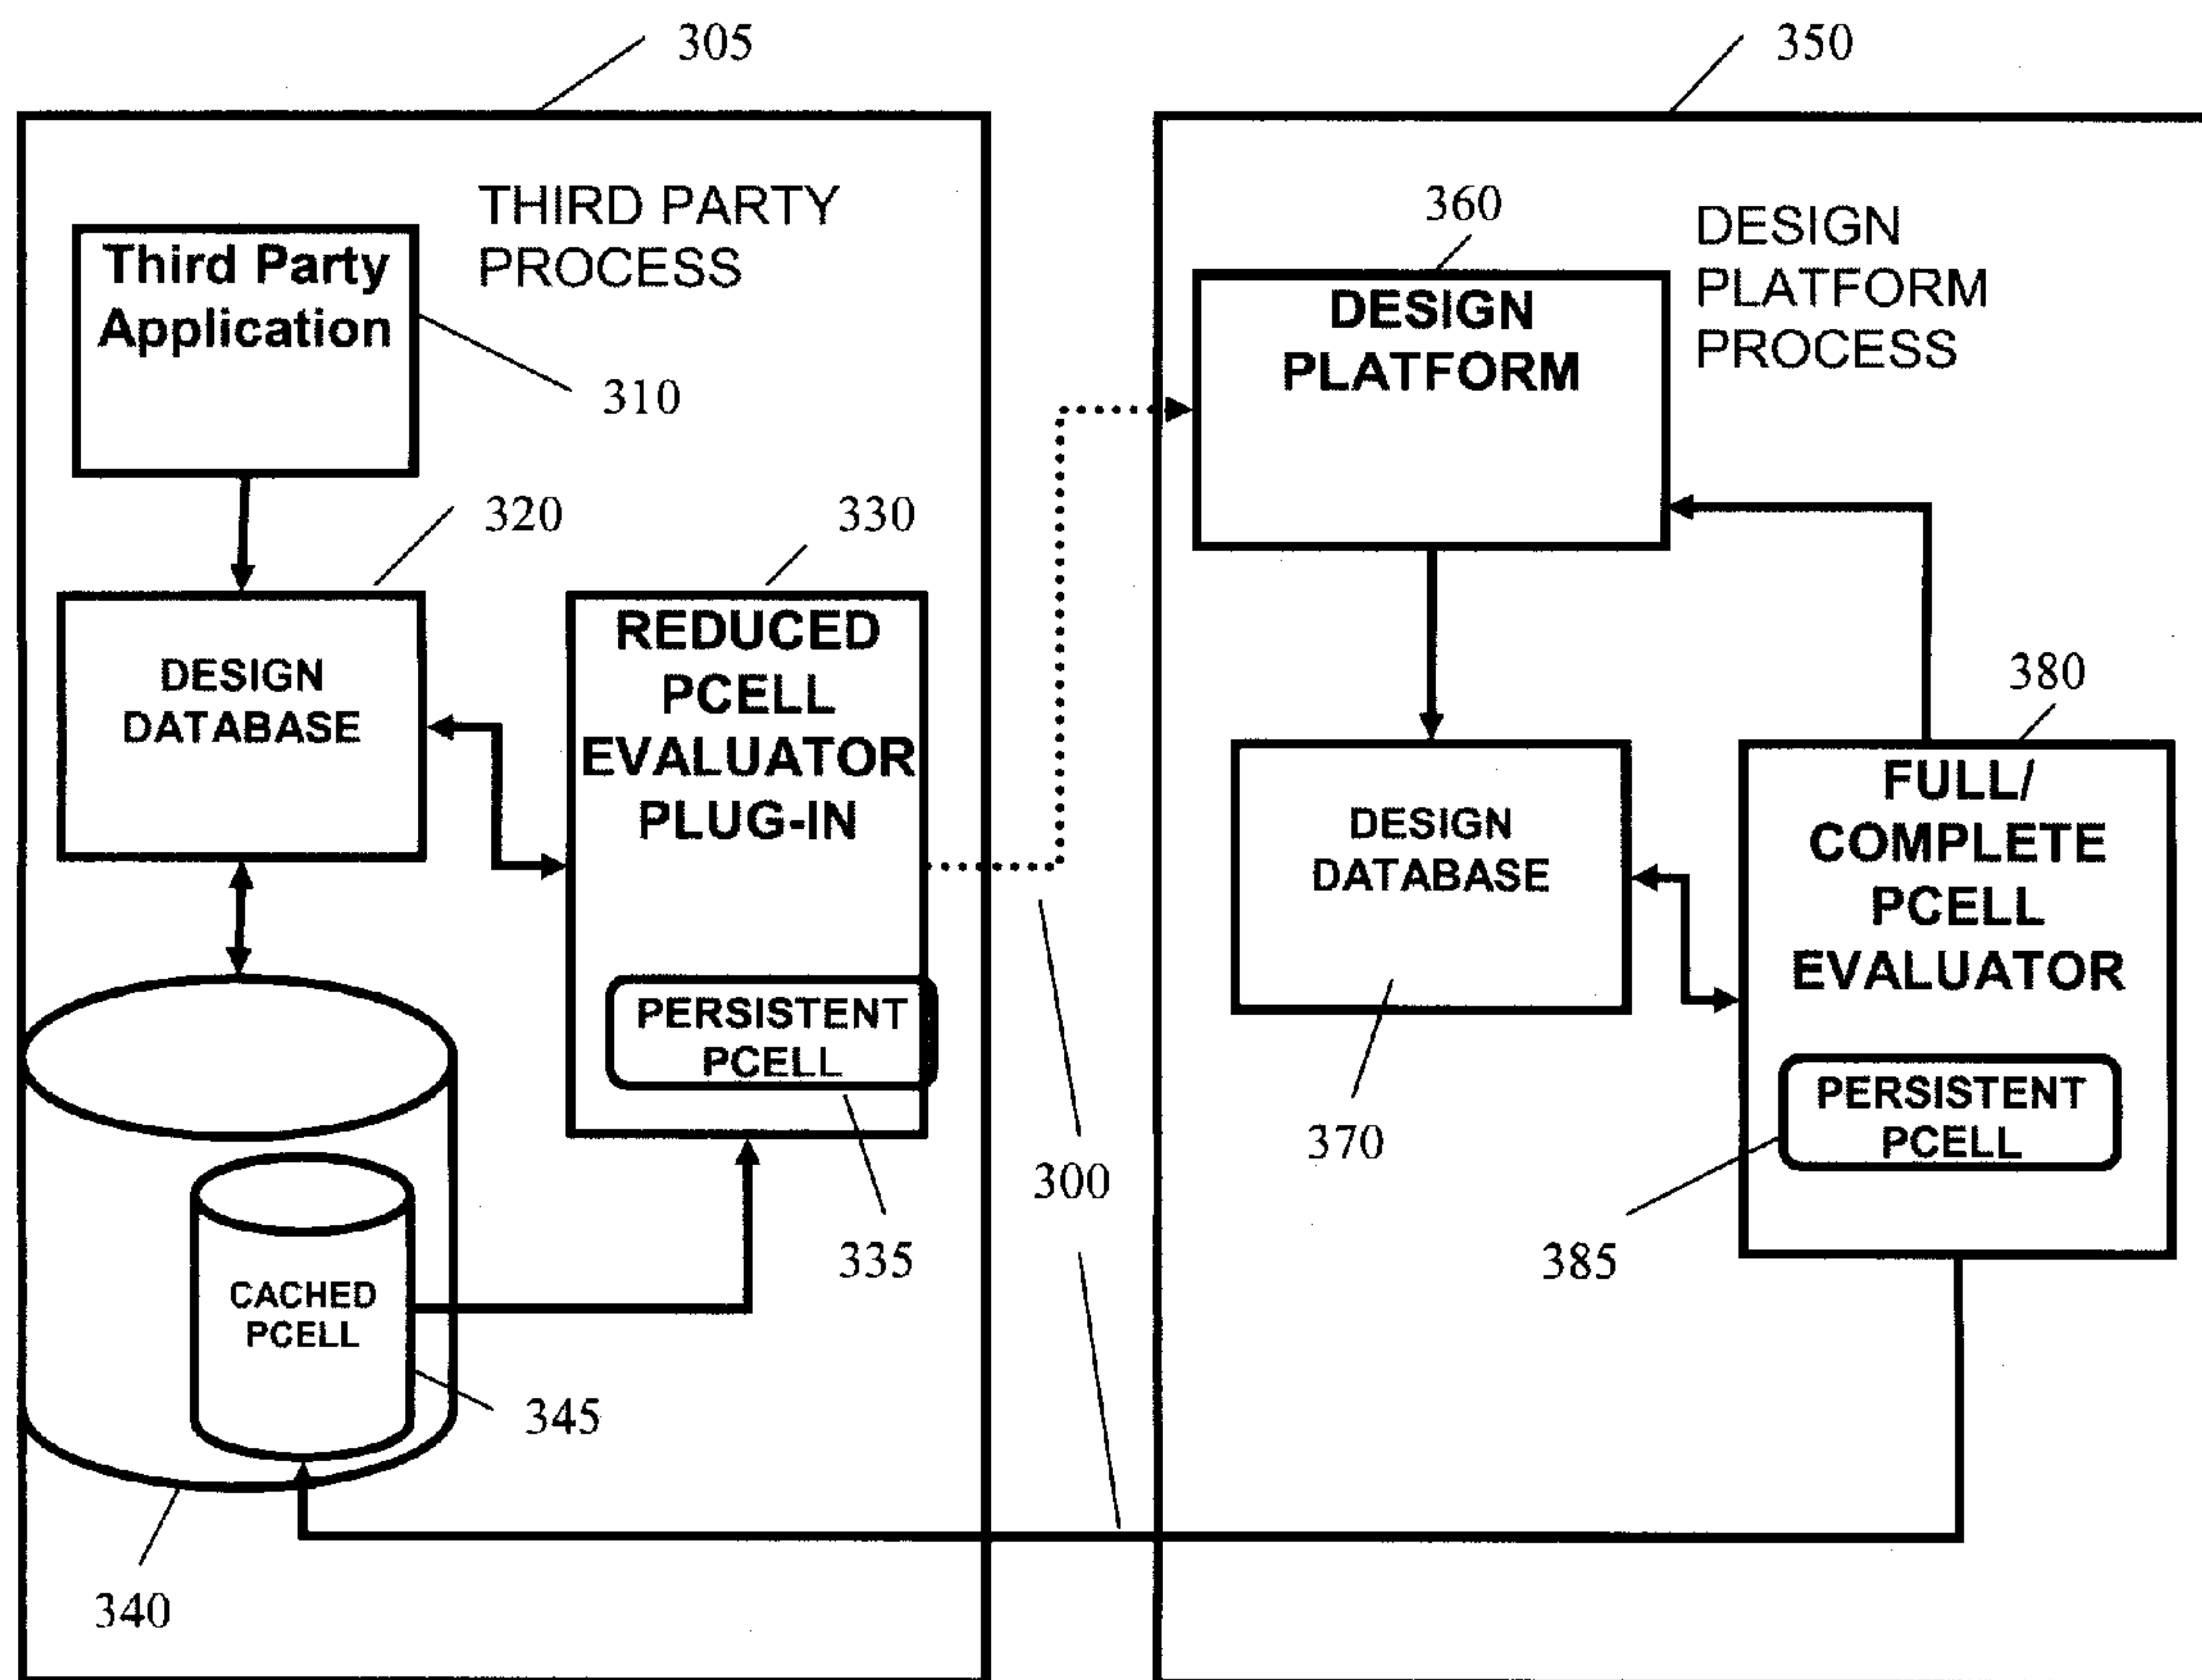 305
350
THIRD PARTY
PROCESS
Third Party
Application
310
360
DESIGN
PLATFORM
PROCESS
DESIGN
PLATFORM
320
330
DESIGN
DATABASE
REDUCED
PCELL
EVALUATOR
PLUG-IN
PERSISTENT
PCELL
335
300
380
DESIGN
DATABASE
370
FULL/
COMPLETE
PCELL
EVALUATOR
PERSISTENT
PCELL
385
CACHED
PCELL
345
340